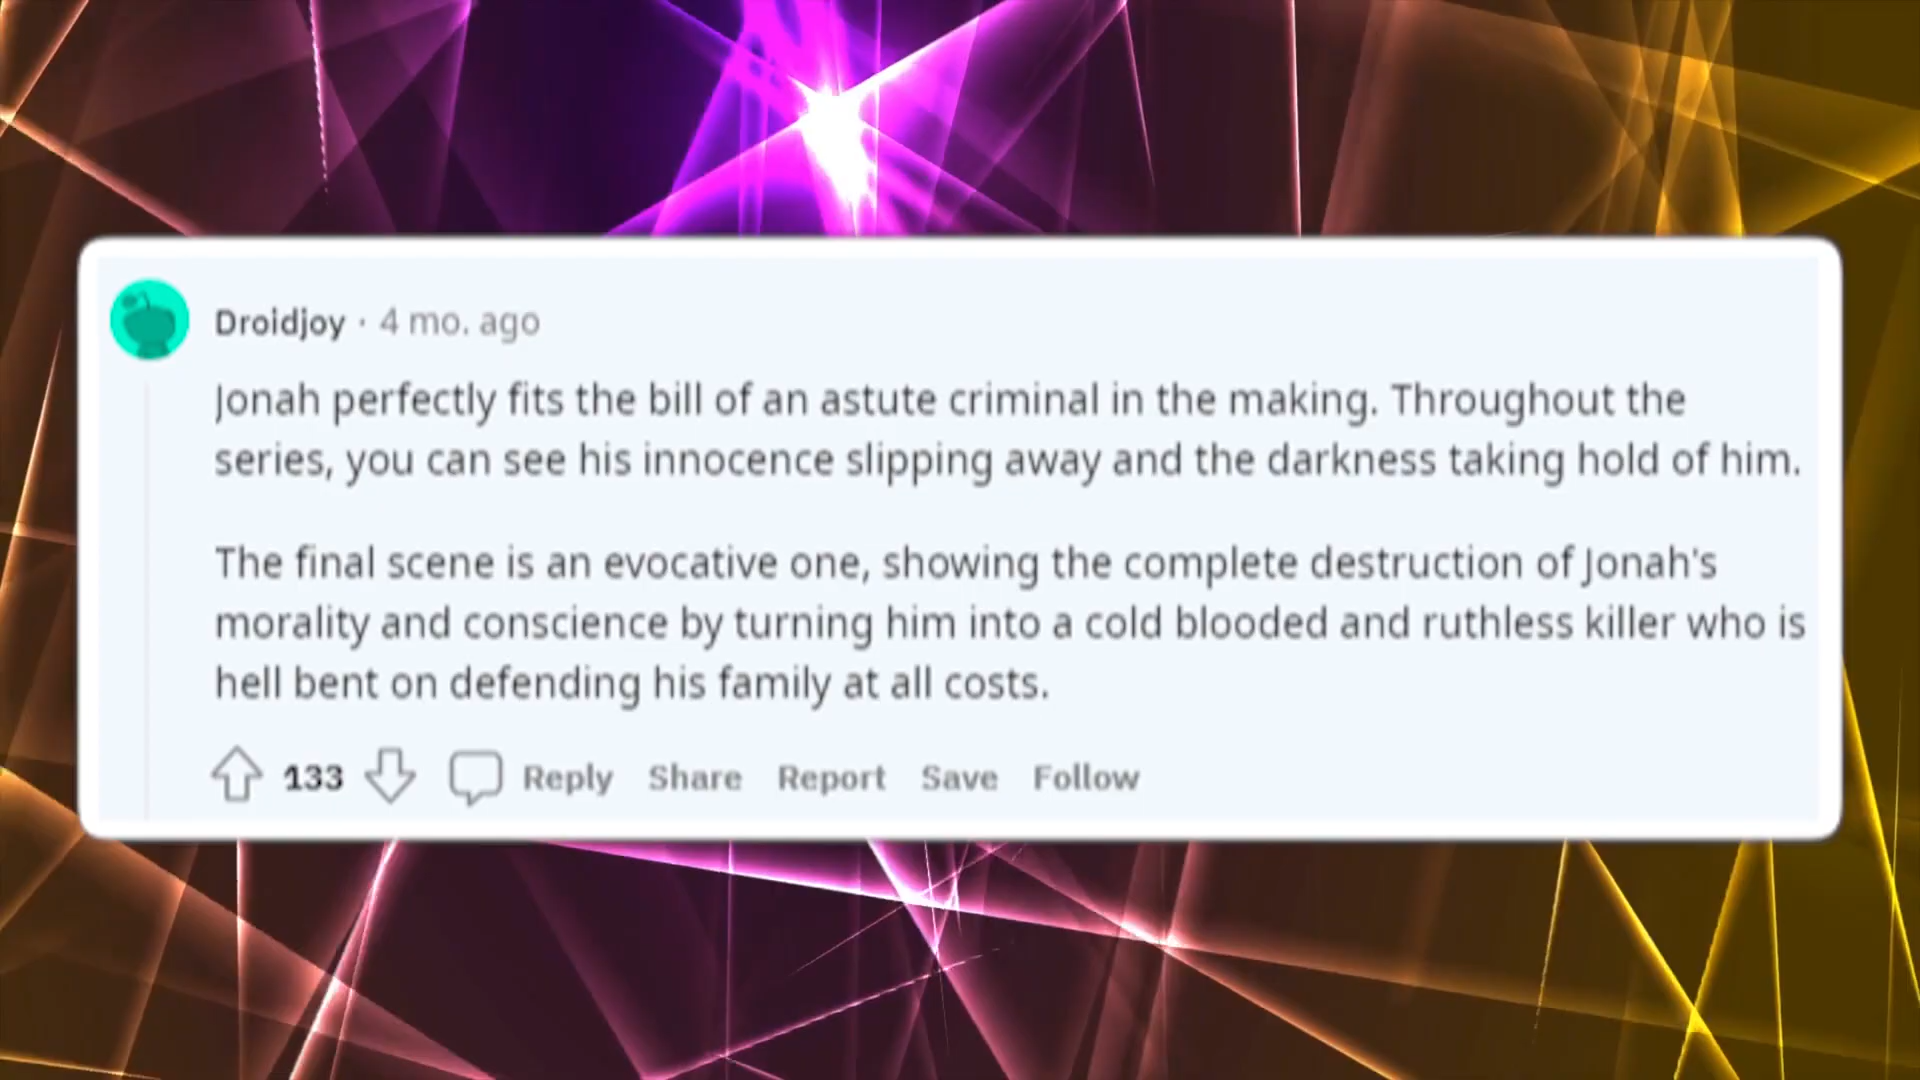 Droidjoy · 4 mo. ago
Jonah perfectly fits the bill of an astute criminal in the making. Throughout the
series, you can see his innocence slipping away and the darkness taking hold of him.
The final scene is an evocative one, showing the complete destruction of Jonah's
morality and conscience by turning him into a cold blooded and ruthless killer who is
hell bent on defending his family at all costs.
133 Reply Share Report Save Follow